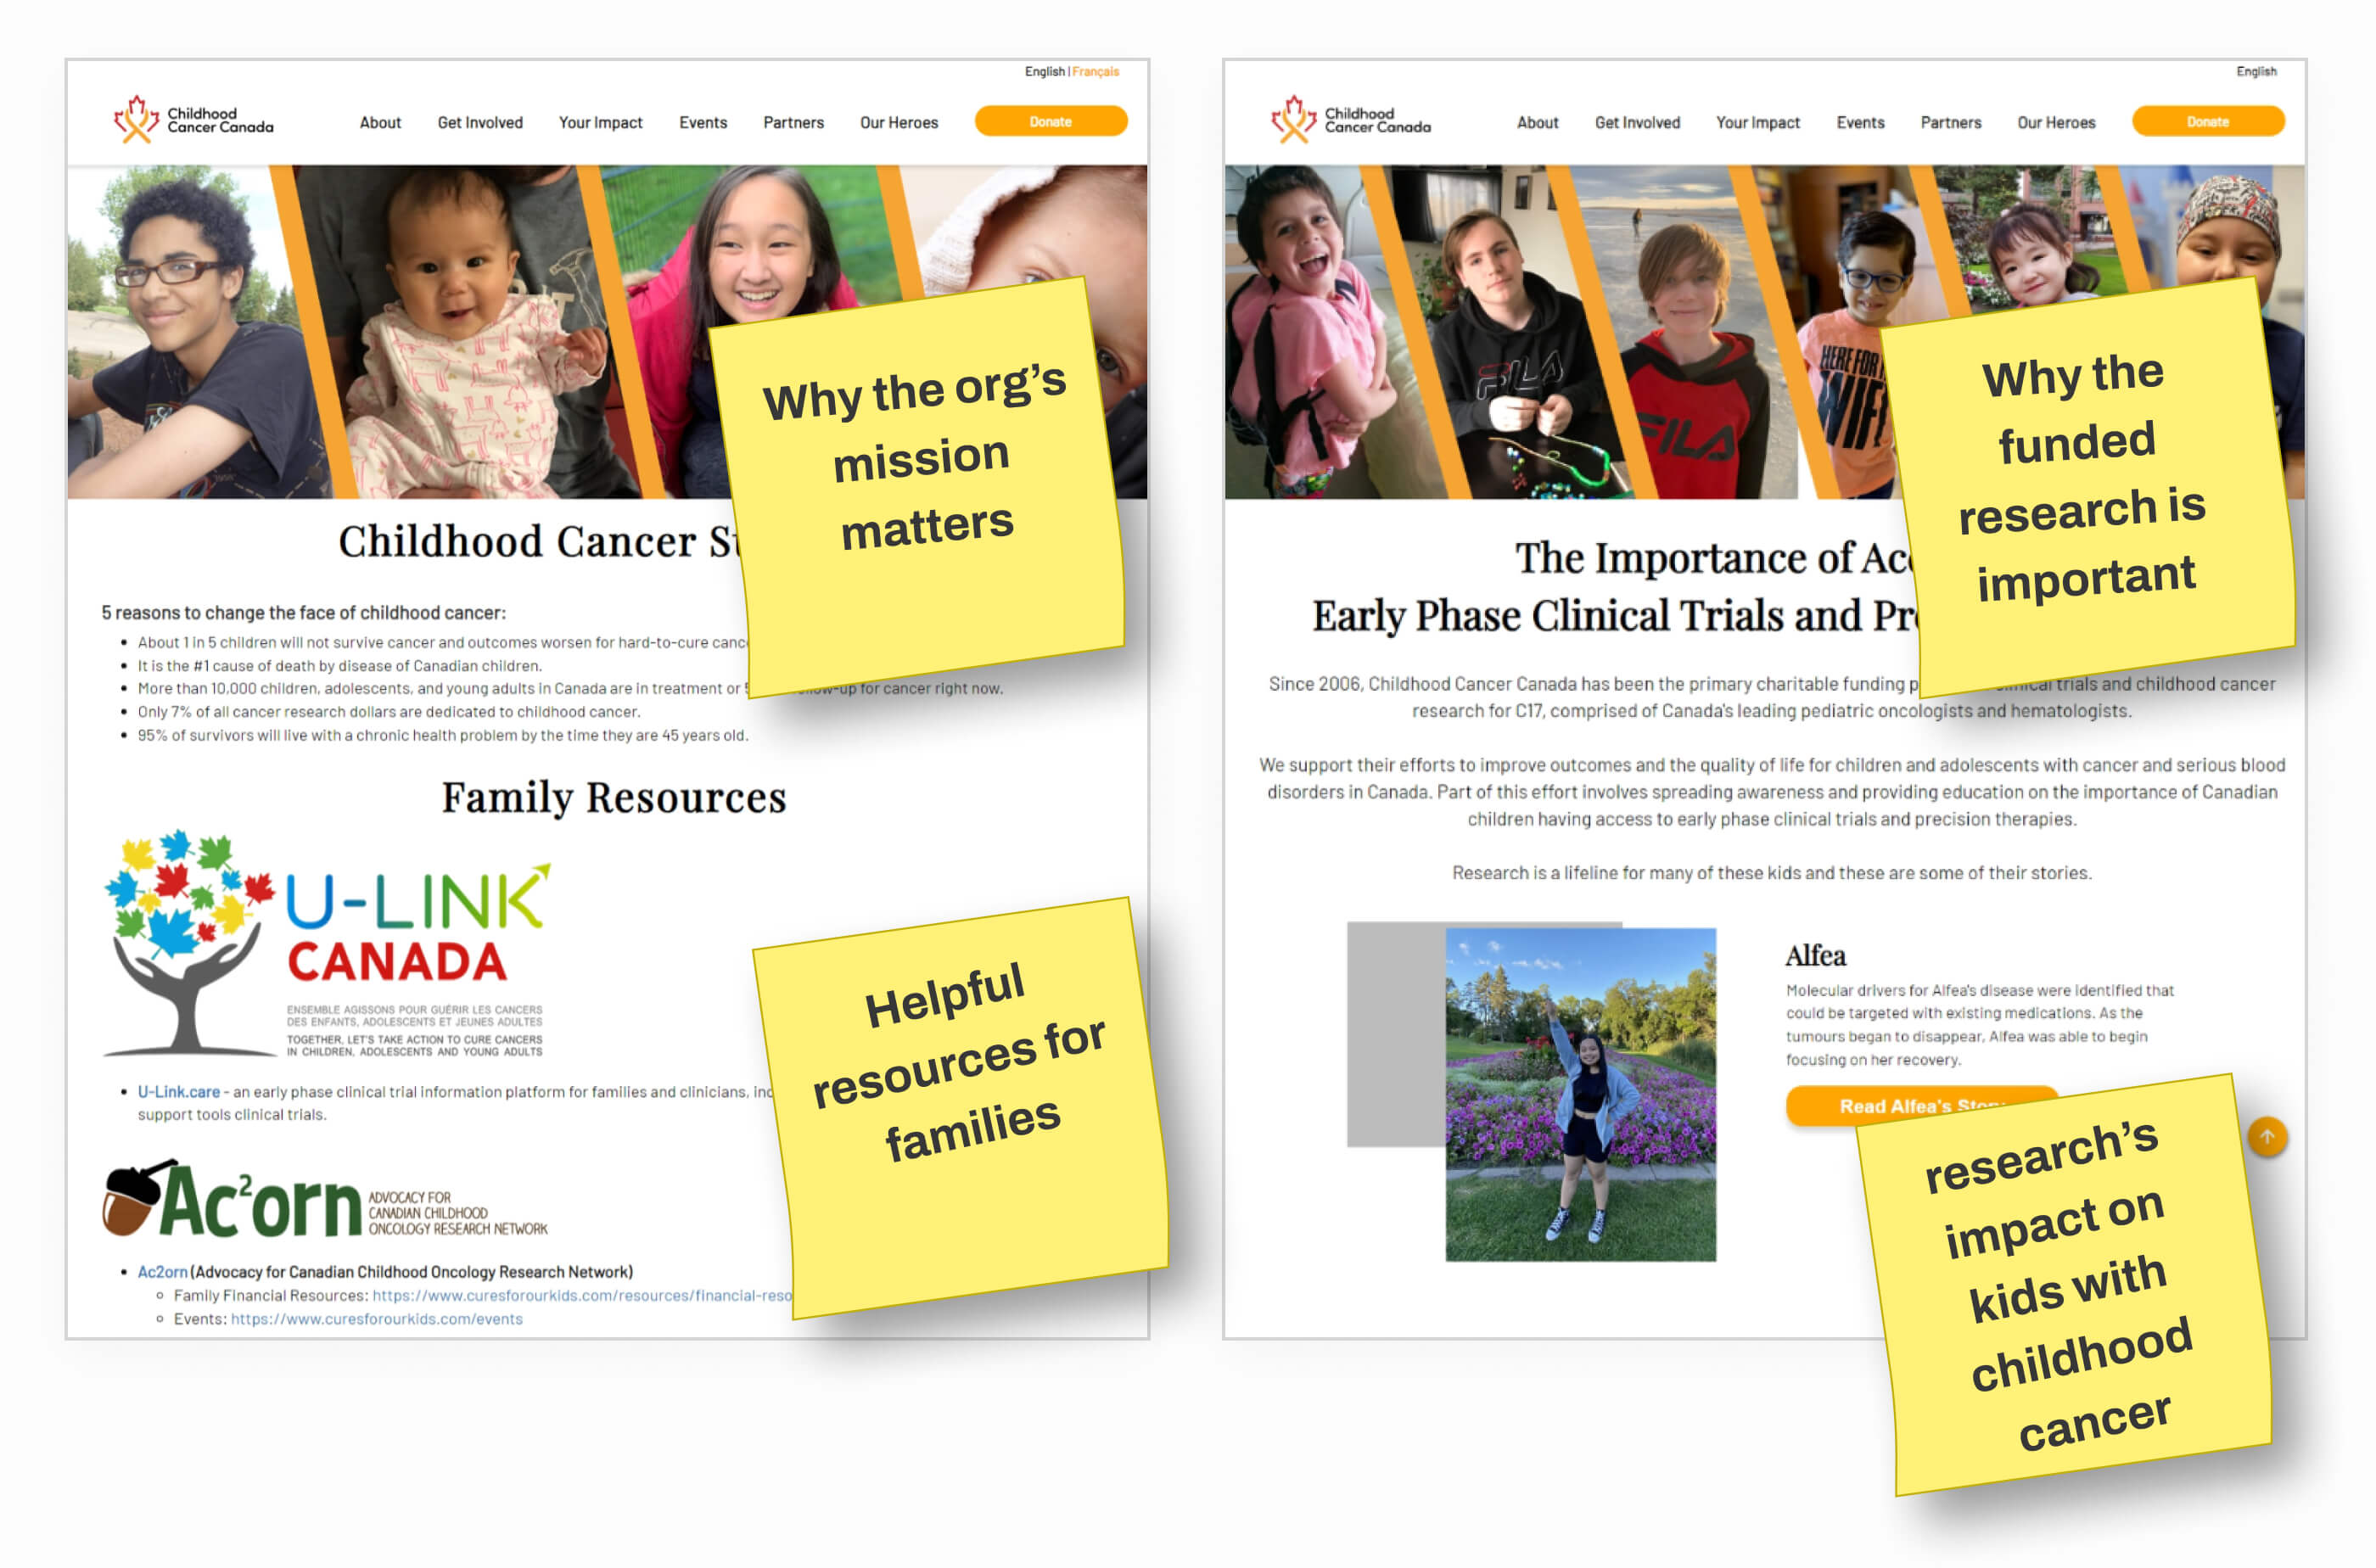 English | Français
Childhood
Cancer Canada
About
Get Involved
Your Impact
Events
Partners
Our Heroes
Donate
Why the org's
mission
matters
Childhood Cancer
5 reasons to change the face of childhood cancer:
About 1 in 5 children will not survive cancer and outcomes worsen for hard-to-cure
It is the #1 cause of death by disease of Canadian children.
More than 10,000 children, adolescents, and young adults in Canada are in treatment or for cancer right now.
Only 7% of all cancer research dollars are dedicated to childhood cancer.
95% of survivors will live with a chronic health problem by the time they are 45 years old.
Family Resources
U-LINK
CANADA
ENSEMBLE AGISSONS POUR GUÉRIR LES CANCERS
DES ENFANTS, ADOLESCENTS ET JEUNES ADULTES
TOGETHER, LET'S TAKE ACTION TO CURE CANCERS
IN CHILDREN, ADOLESCENTS AND YOUNG ADULTS
Helpful
resources for
families
U-Link.care - an early phase clinical trial information platform for families and clinicians,
support tools clinical trials.
Ac²orn
ADVOCACY FOR
CANADIAN CHILDHOOD
ONCOLOGY RESEARCH NETWORK
Ac2orn (Advocacy for Canadian Childhood Oncology Research Network)
Family Financial Resources: https://www.curesforourkids.com/resources/financial-reso
Events: https://www.curesforourkids.com/events
English
Childhood
Cancer Canada
About
Get Involved
Your Impact
Events
Partners
Our Heroes
Donate
FILA
FILA
HERE FOR
Why the
funded
research is
important
The Importance of
Early Phase Clinical Trials and
Since 2006, Childhood Cancer Canada has been the primary charitable funding trials and childhood cancer
research for C17, comprised of Canada's leading pediatric oncologists and hematologists.
We support their efforts to improve outcomes and the quality of life for children and adolescents with cancer and serious blood
disorders in Canada. Part of this effort involves spreading awareness and providing education on the importance of Canadian
children having access to early phase clinical trials and precision therapies.
Research is a lifeline for many of these kids and these are some of their stories.
Alfea
Molecular drivers for Alfea's disease were identified that
could be targeted with existing medications. As the
tumours began to disappear, Alfea was able to begin
focusing on her recovery.
Read Alfea's
research's
impact on
kids with
childhood
cancer